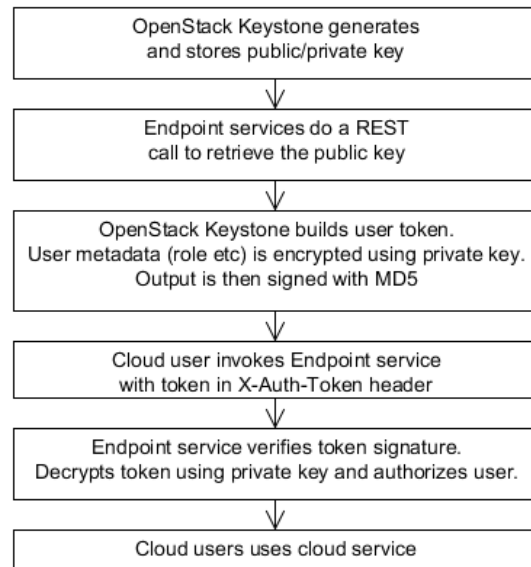 OpenStack Keystone generates
and stores public/private key
Endpoint services do a REST
call to retrieve the public key
OpenStack Keystone builds user token.
User metadata (role etc) is encrypted using private key.
Output is then signed with MD5
Cloud user invokes Endpoint service
with token in X-Auth-Token header
Endpoint service verifies token signature.
Decrypts token using private key and authorizes user.
Cloud users uses cloud service